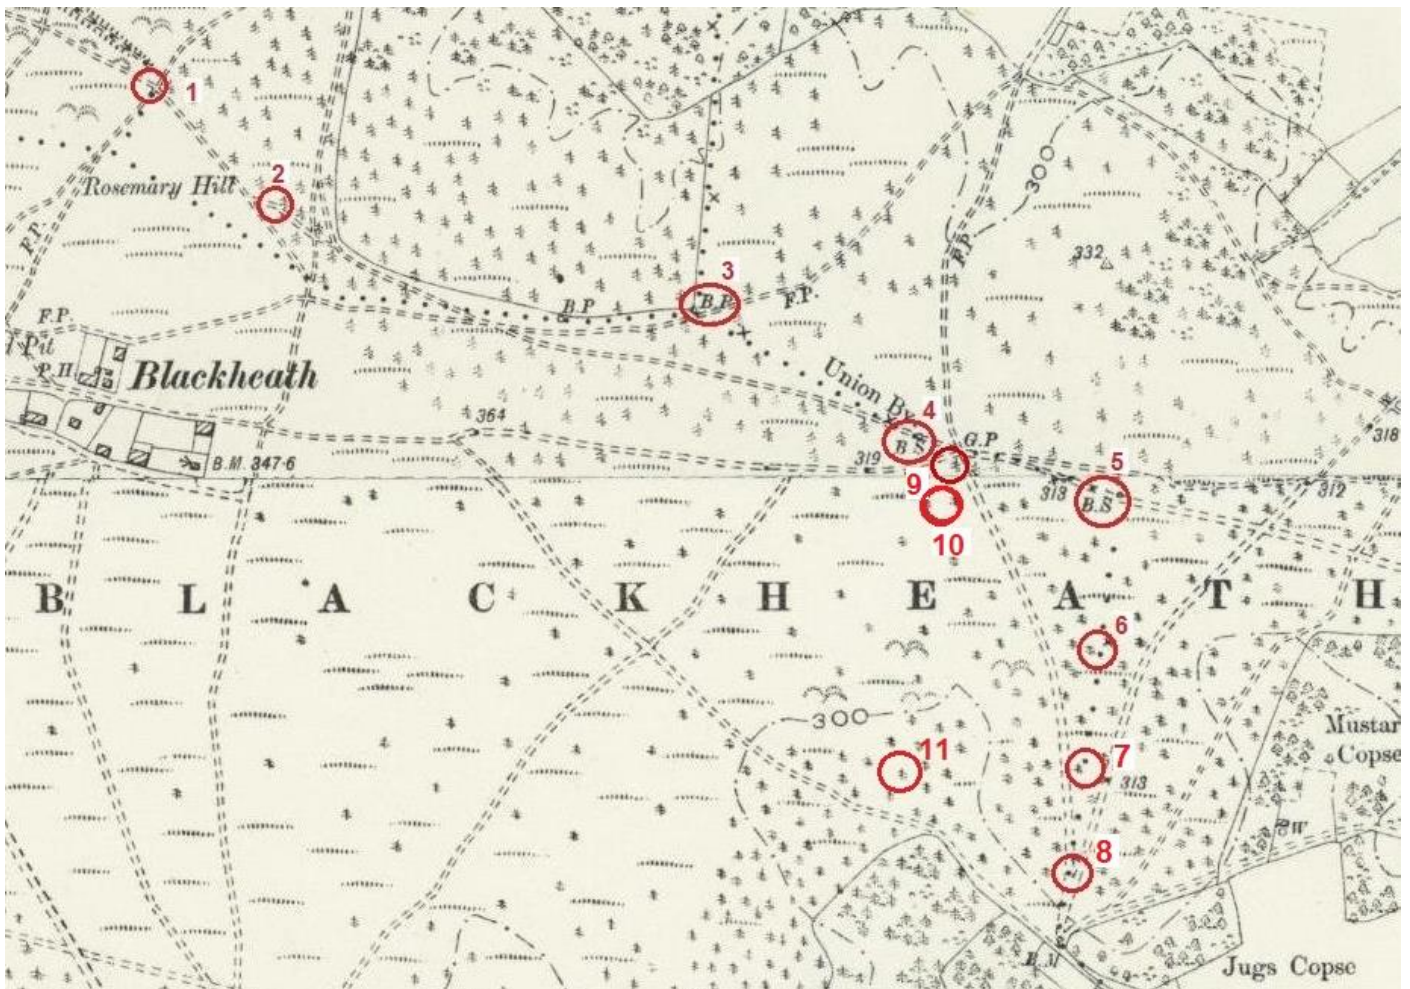 1
Rosemary Hill
2
F.P.
300
F.P.
332
3
B.P.
B.P.
F.P.
F.P.
Pit
P.H.
Blackheath
Union By
4
B.S.
364
G.P.
319
318
B.M. 347·6
9
313
5
B.S.
312
10
B L A C K H E A T H
6
300
Mustar
Copse
11
7
313
W
8
B.M
Jugs Copse